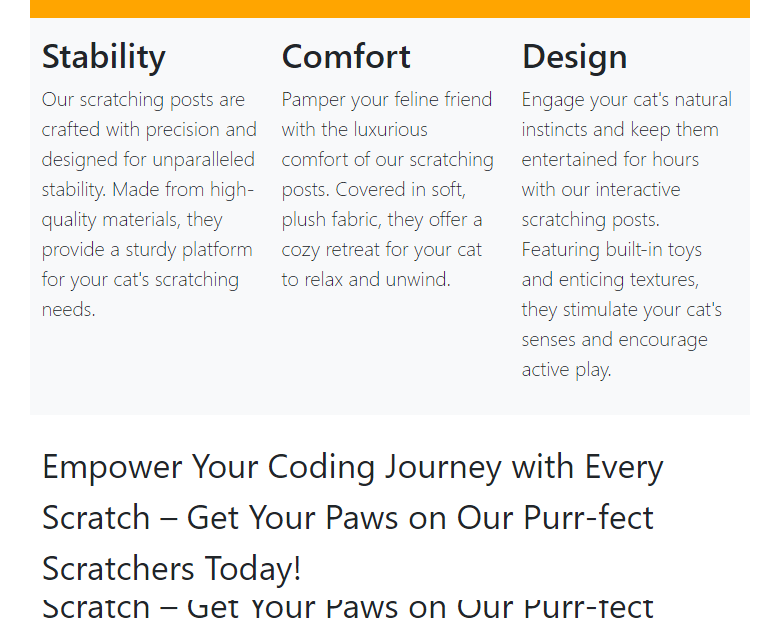 Stability
Our scratching posts are
crafted with precision and
designed for unparalleled
stability. Made from high-
quality materials, they
provide a sturdy platform
for your cat's scratching
needs.
Comfort
Pamper your feline friend
with the luxurious
comfort of our scratching
posts. Covered in soft,
plush fabric, they offer a
cozy retreat for your cat
to relax and unwind.
Design
Engage your cat's natural
instincts and keep them
entertained for hours
with our interactive
scratching posts.
Featuring built-in toys
and enticing textures,
they stimulate your cat's
senses and encourage
active play.
Empower Your Coding Journey with Every
Scratch – Get Your Paws on Our Purr-fect
Scratchers Today!
Scratch – Get Your Paws on Our Purr-fect